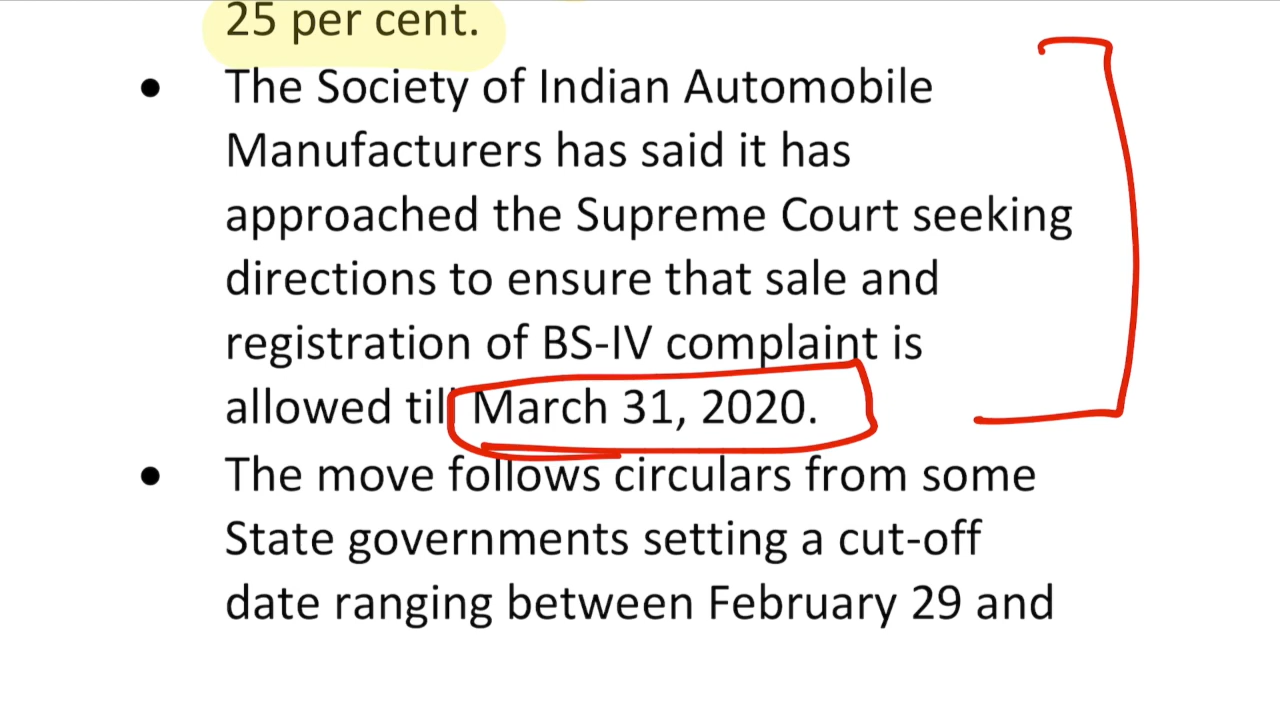 25 per cent.
• The Society of Indian Automobile
Manufacturers has said it has
approached the Supreme Court seeking
directions to ensure that sale and
registration of BS-IV complaint is
allowed till March 31, 2020.
• The move follows circulars from some
State governments setting a cut-off
date ranging between February 29 and